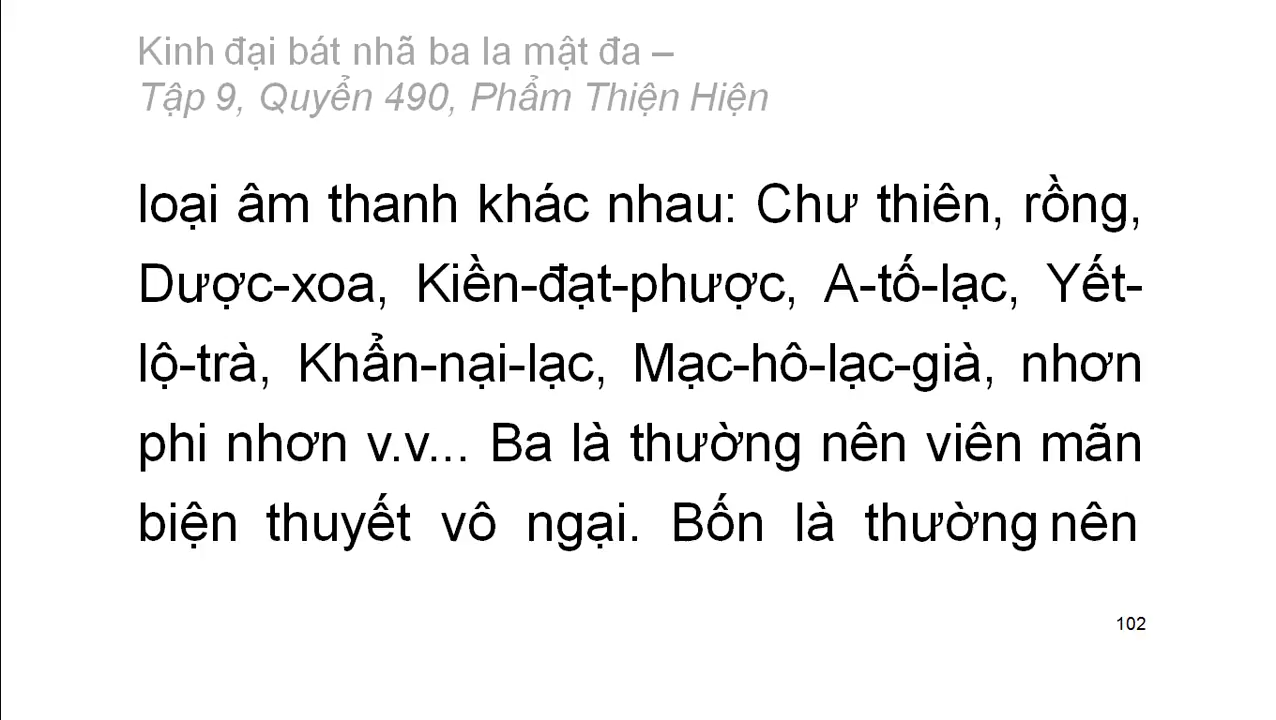 Kinh đại bát nhã ba la mật đa –
Tập 9, Quyển 490, Phẩm Thiện Hiện
loại âm thanh khác nhau: Chư thiên, rồng,
Dược-xoa, Kiền-đạt-phược, A-tố-lạc, Yết-
lộ-trà, Khẩn-nại-lạc, Mạc-hô-lạc-già, nhơn
phi nhơn v.v... Ba là thường nên viên mãn
biện thuyết vô ngại. Bốn là thường nên
102